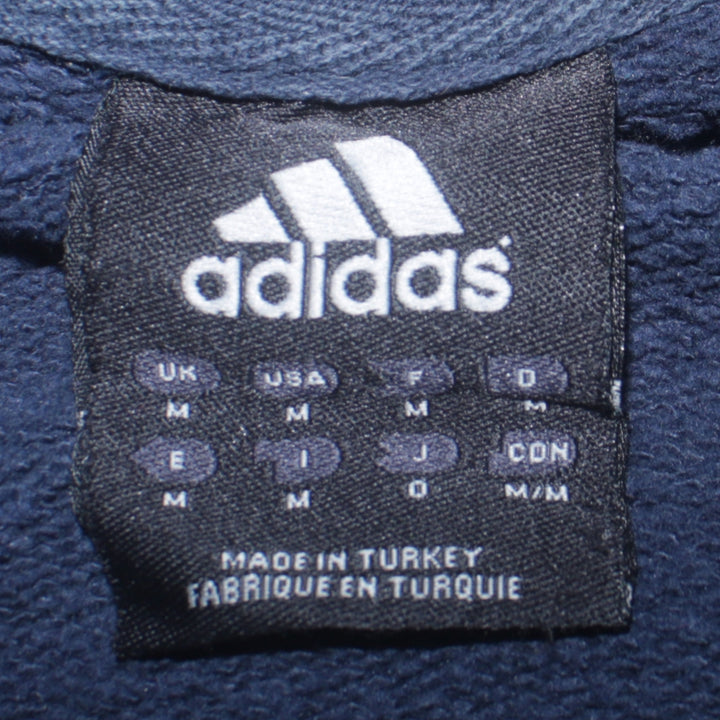 adidas
UK USA F D
M M M M
E I J CDN
M M O M/M
MADE IN TURKEY
FABRIQUE EN TURQUIE